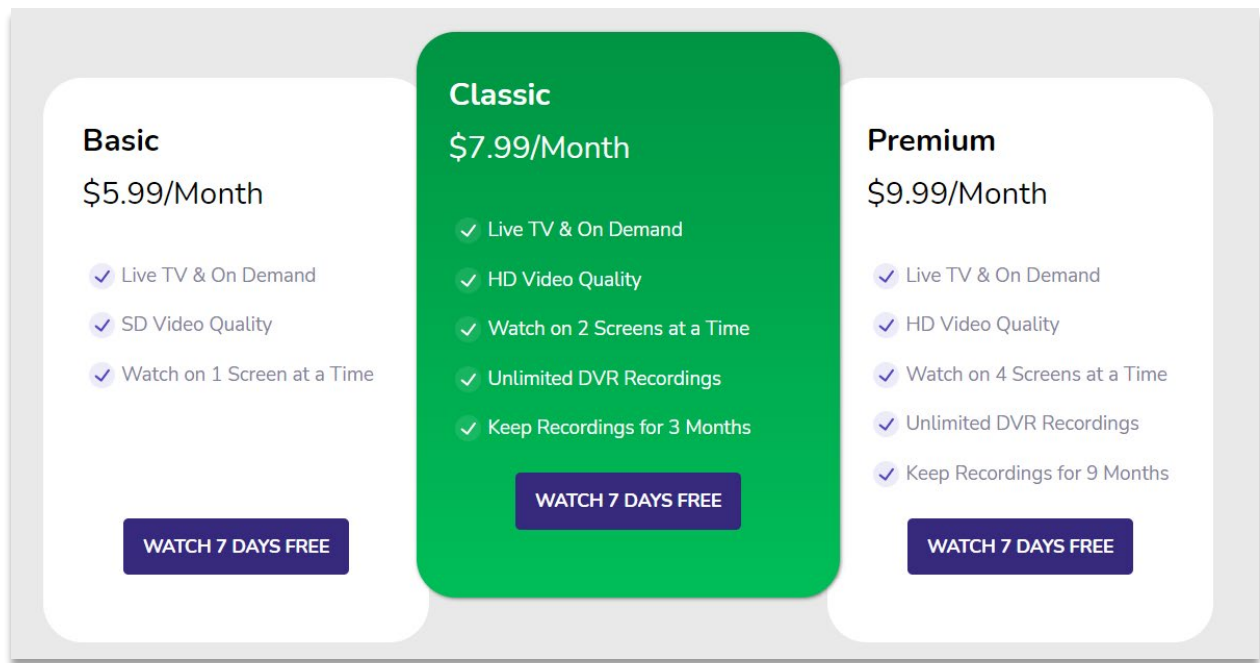 Basic
$5.99/Month
Live TV & On Demand
SD Video Quality
Watch on 1 Screen at a Time
WATCH 7 DAYS FREE
Classic
$7.99/Month
Live TV & On Demand
HD Video Quality
Watch on 2 Screens at a Time
Unlimited DVR Recordings
Keep Recordings for 3 Months
WATCH 7 DAYS FREE
Premium
$9.99/Month
Live TV & On Demand
HD Video Quality
Watch on 4 Screens at a Time
Unlimited DVR Recordings
Keep Recordings for 9 Months
WATCH 7 DAYS FREE